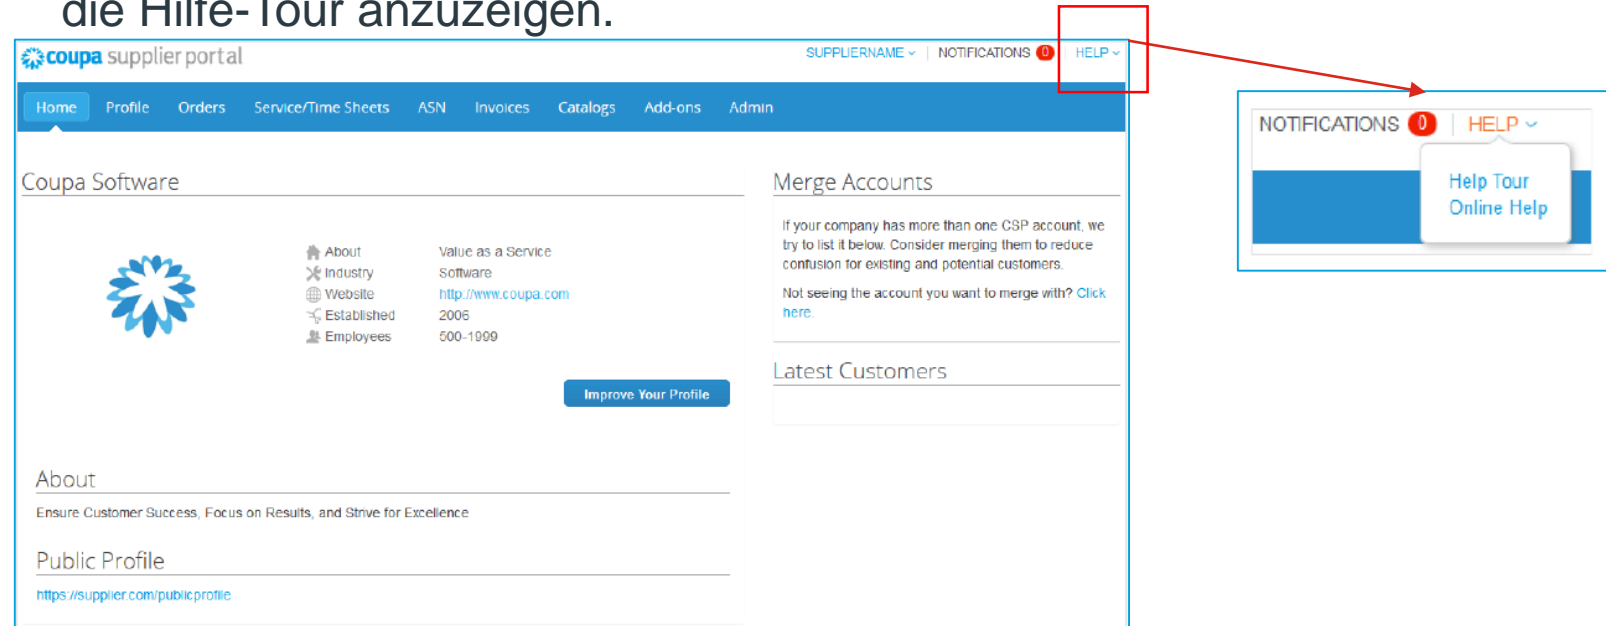 die Hilfe-Tour anzuzeigen.
coupa supplier portal
SUPPLIERNAME | NOTIFICATIONS 0 | HELP
Home Profile Orders Service/Time Sheets ASN Invoices Catalogs Add-ons Admin
Coupa Software
About Value as a Service
Industry Software
Website http://www.coupa.com
Established 2006
Employees 500-1999
Improve Your Profile
About
Ensure Customer Success, Focus on Results, and Strive for Excellence
Public Profile
https://supplier.com/publicprofile
Merge Accounts
If your company has more than one CSP account, we
try to list it below. Consider merging them to reduce
confusion for existing and potential customers.
Not seeing the account you want to merge with? Click
here.
Latest Customers
NOTIFICATIONS 0 | HELP
Help Tour
Online Help